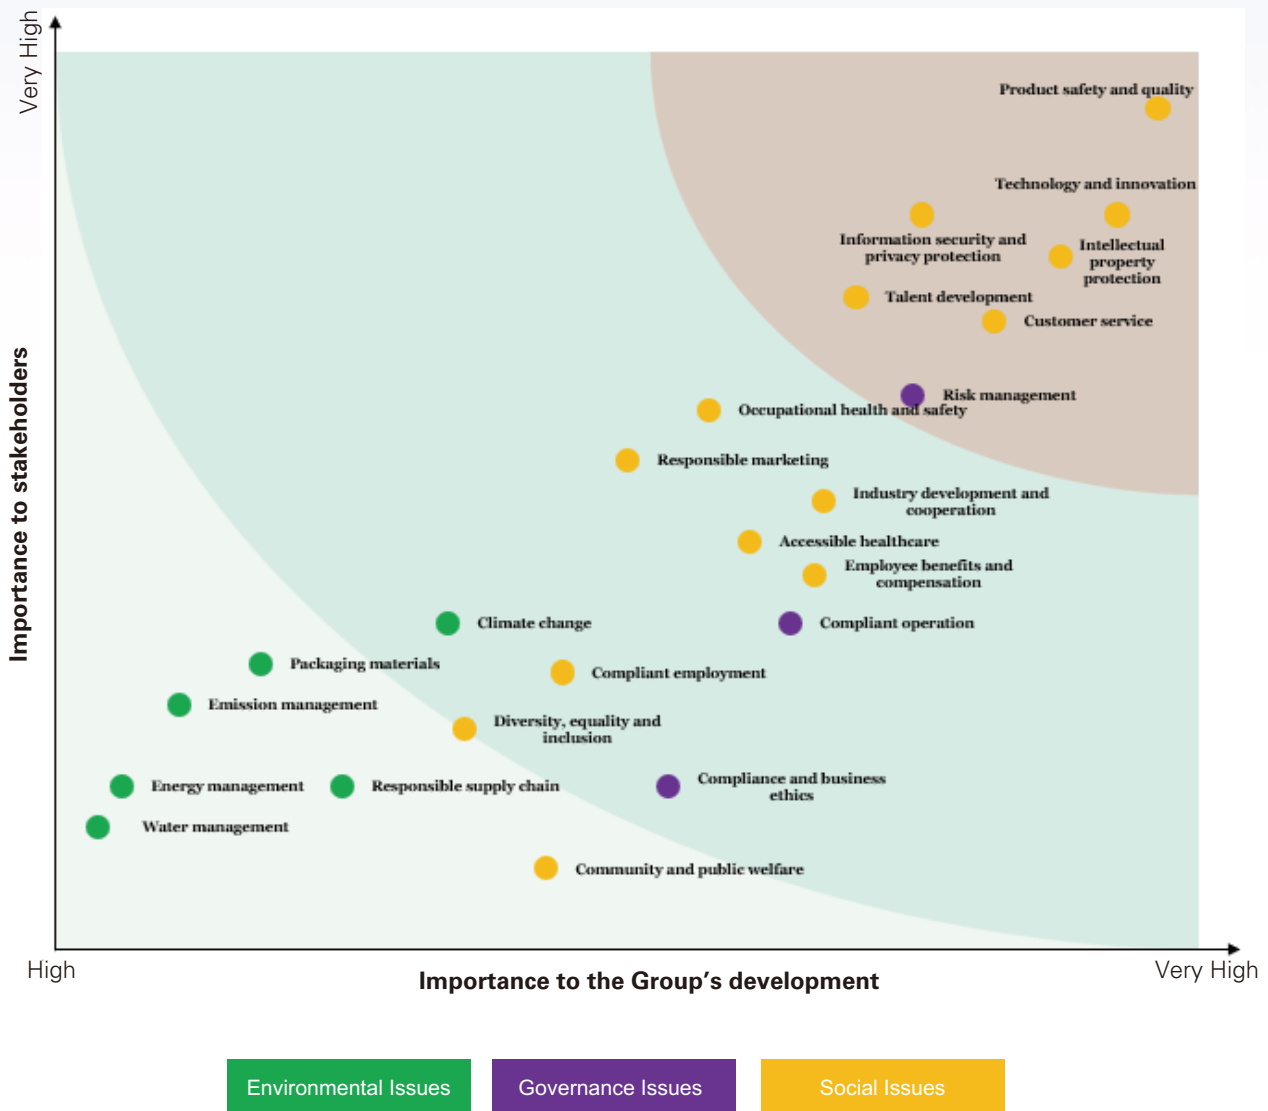 Very High
Importance to stakeholders
Product safety and quality
Technology and innovation
Information security and
privacy protection
Intellectual
property
protection
Talent development
Customer service
Risk management
Occupational health and safety
Responsible marketing
Industry development and
cooperation
Accessible healthcare
Employee benefits and
compensation
Climate change
Compliant operation
Packaging materials
Compliant employment
Emission management
Diversity, equality and
inclusion
Energy management
Responsible supply chain
Compliance and business
ethics
Water management
Community and public welfare
High
Importance to the Group’s development
Very High
Environmental Issues
Governance Issues
Social Issues